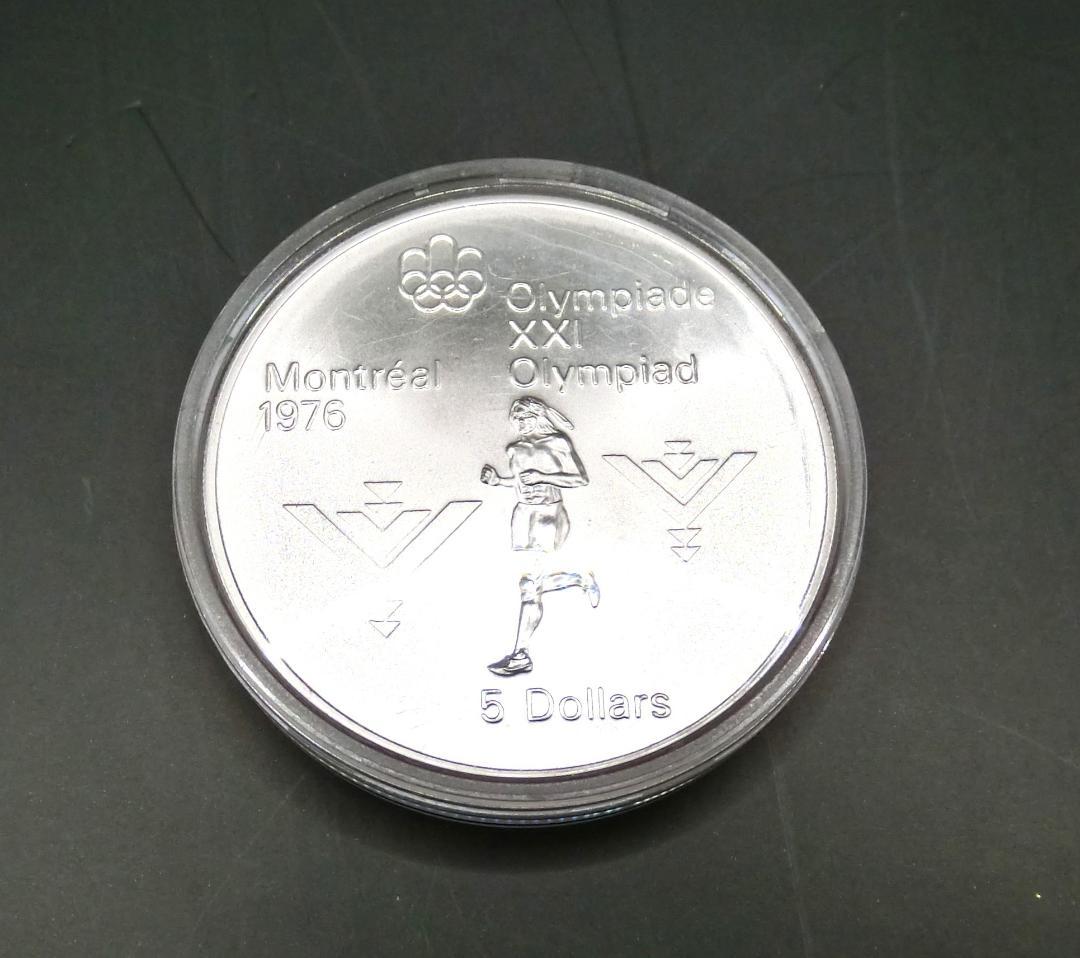 Olympiade
XXI
Olympiad
Montréal
1976
5 Dollars